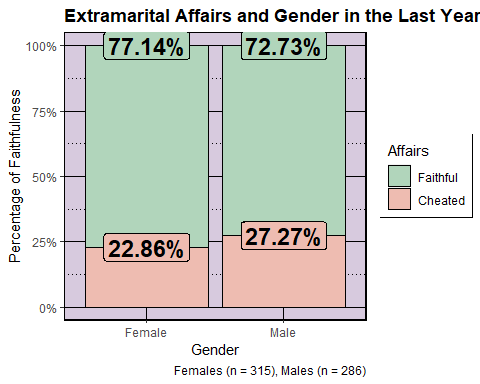 Extramarital Affairs and Gender in the Last Year
Percentage of Faithfulness
100%
75%
50%
25%
0%
77.14%
72.73%
22.86%
27.27%
Female
Male
Gender
Affairs
Faithful
Cheated
Females (n = 315), Males (n = 286)